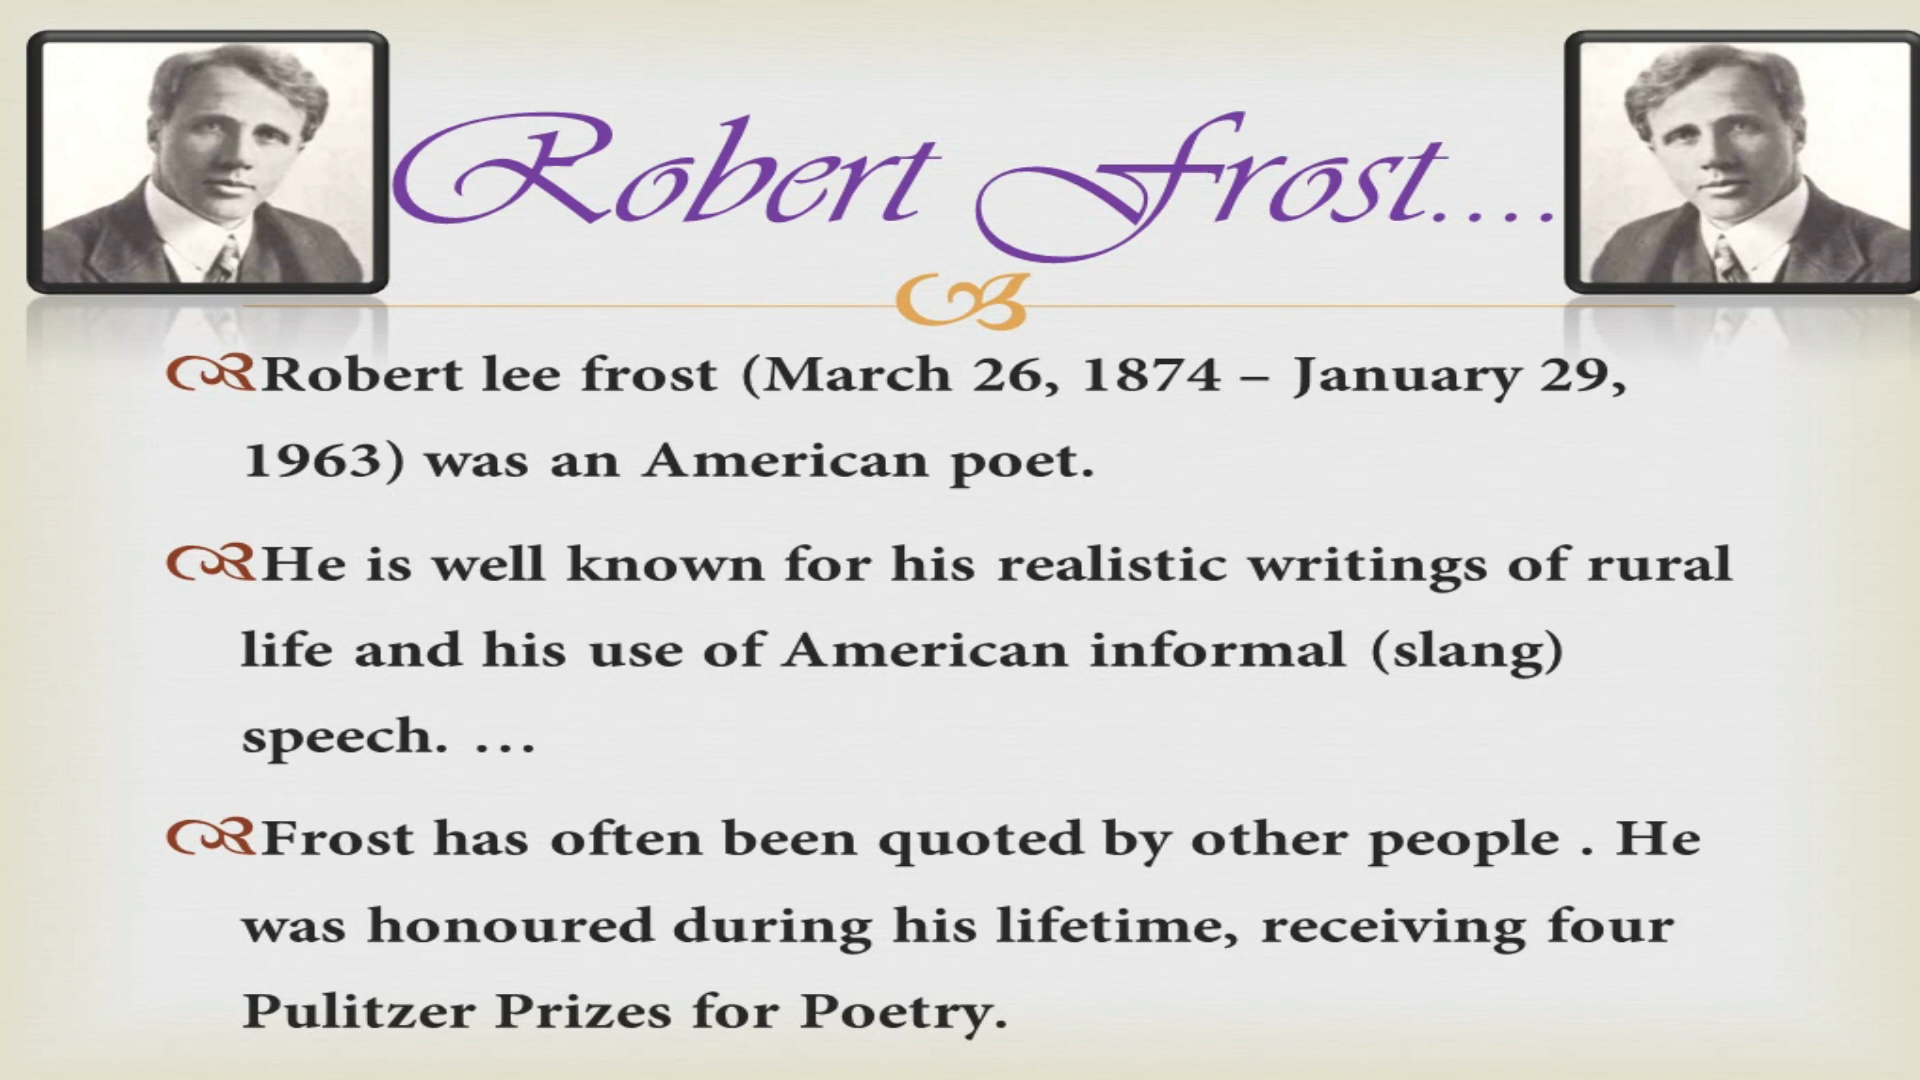 Robert Frost....
Robert lee frost (March 26, 1874 – January 29,
1963) was an American poet.
He is well known for his realistic writings of rural
life and his use of American informal (slang)
speech. …
Frost has often been quoted by other people . He
was honoured during his lifetime, receiving four
Pulitzer Prizes for Poetry.